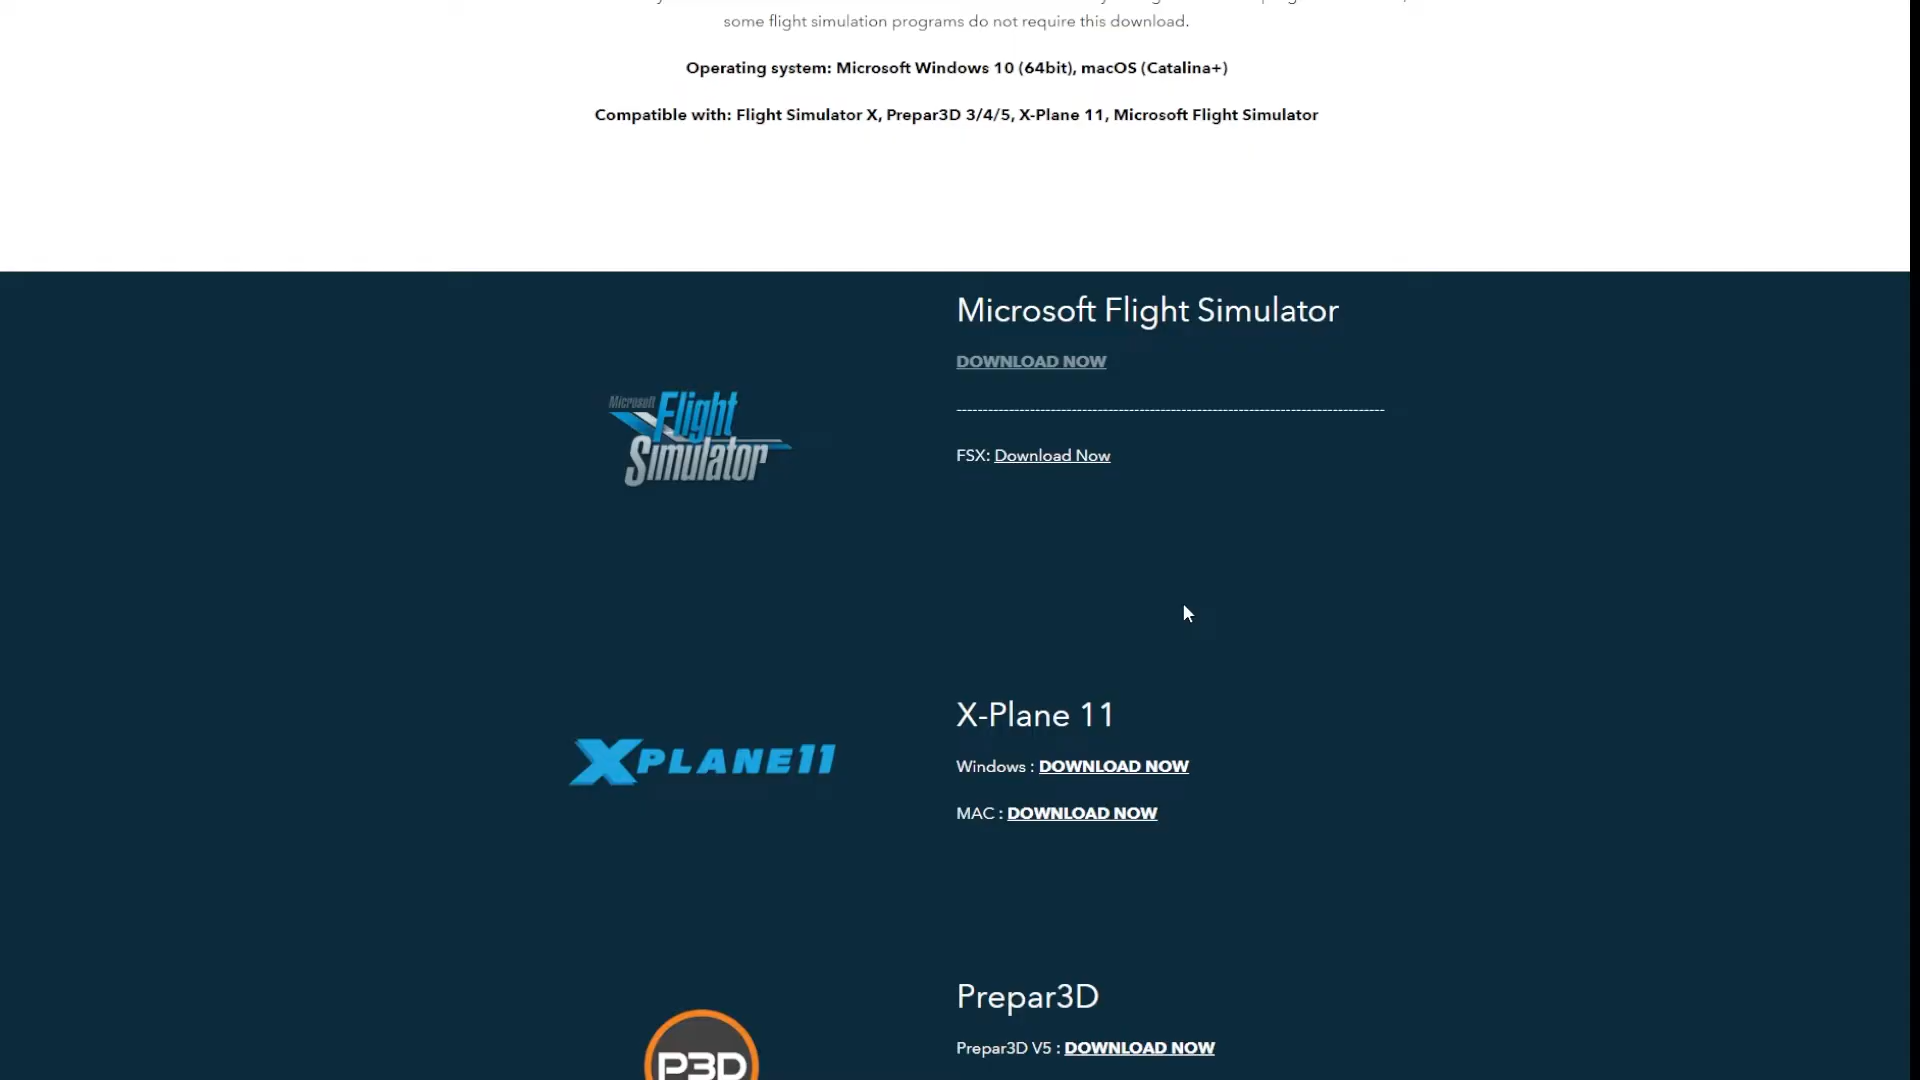 some flight simulation programs do not require this download.
Operating system: Microsoft Windows 10 (64bit), macOS (Catalina+)
Compatible with: Flight Simulator X, Prepar3D 3/4/5, X-Plane 11, Microsoft Flight Simulator
Microsoft Flight Simulator
DOWNLOAD NOW
--------------------------------------------------------------------------------
FSX: Download Now
Microsoft
Flight
Simulator
X-Plane 11
XPLANE11
Windows : DOWNLOAD NOW
MAC : DOWNLOAD NOW
Prepar3D
Prepar3D V5 : DOWNLOAD NOW
P3D